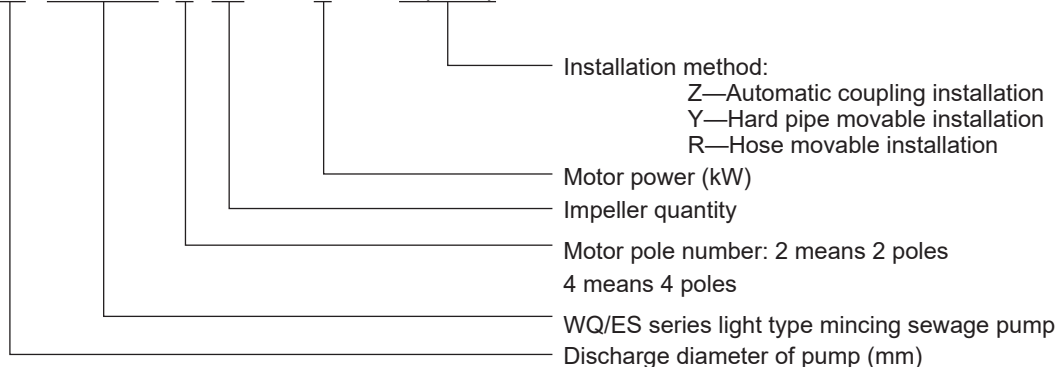 Installation method:
Z—Automatic coupling installation
Y—Hard pipe movable installation
R—Hose movable installation
Motor power (kW)
Impeller quantity
Motor pole number: 2 means 2 poles
4 means 4 poles
WQ/ES series light type mincing sewage pump
Discharge diameter of pump (mm)